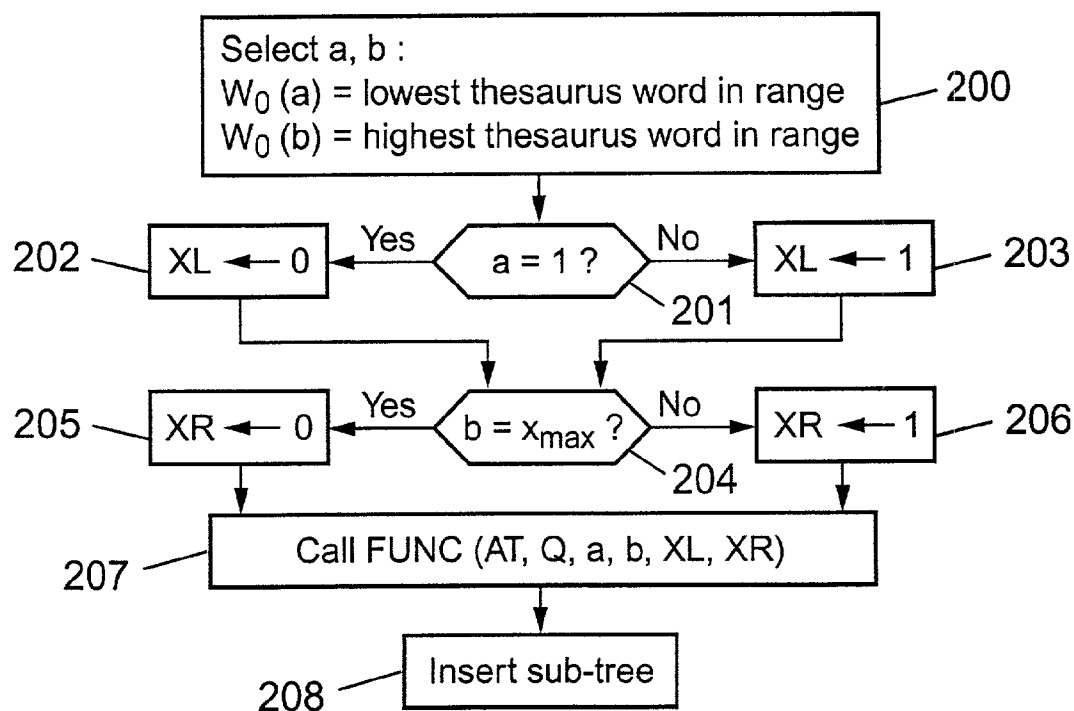 Select a, b :
W₀ (a) = lowest thesaurus word in range
W₀ (b) = highest thesaurus word in range
200
202
XL ← 0
Yes
a = 1 ?
No
XL ← 1
203
201
205
XR ← 0
Yes
b = xₘₐₓ ?
No
XR ← 1
206
204
Call FUNC (AT, Q, a, b, XL, XR)
207
Insert sub-tree
208